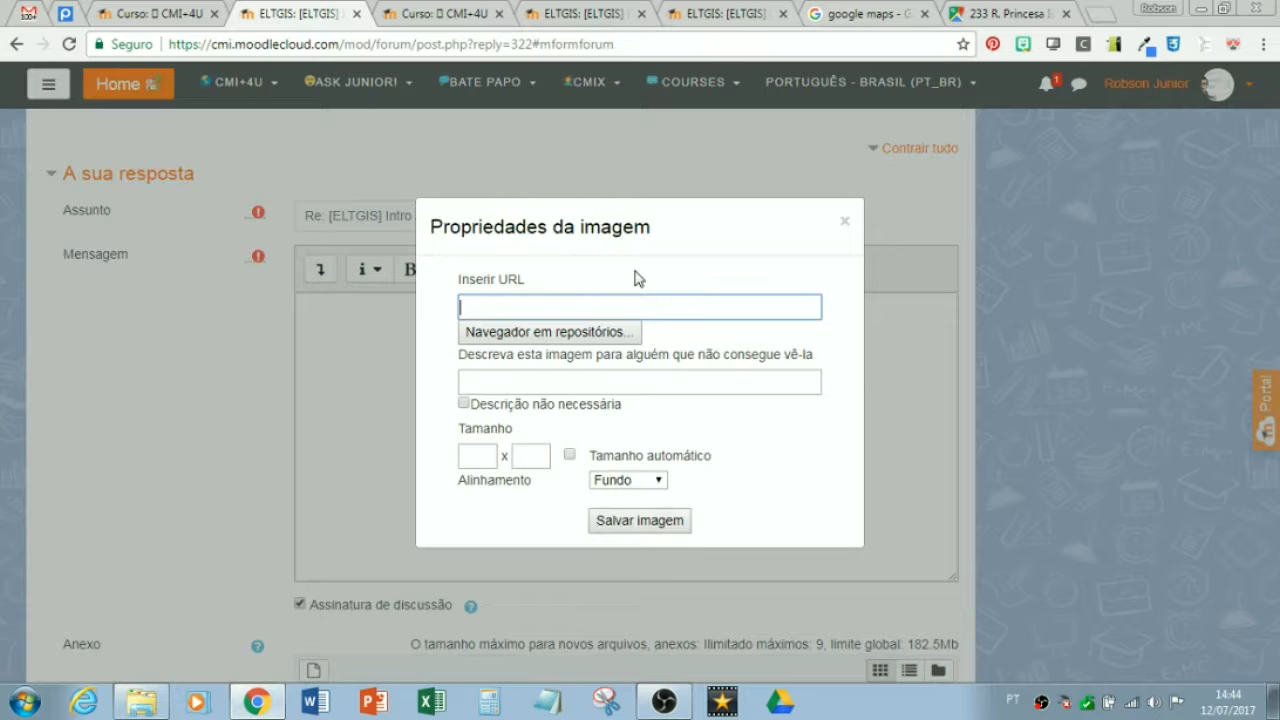 100+
Curso: CMI+4U
ELTGIS: [ELTGIS]
Curso: CMI+4U
ELTGIS: [ELTGIS]
ELTGIS: [ELTGIS]
google maps - G
233 R. Princesa
Robson
Seguro
https://cmi.moodlecloud.com/mod/forum/post.php?reply=322#mformforum
Home
CMI+4U
ASK JUNIOR!
BATE PAPO
CMIX
COURSES
PORTUGUÊS - BRASIL (PT_BR)
1
Robson Junior
Contrair tudo
A sua resposta
Assunto
Re: [ELTGIS] Intro
Mensagem
i
B
Propriedades da imagem
×
Inserir URL
Navegador em repositórios...
Descreva esta imagem para alguém que não consegue vê-la
Descrição não necessária
Tamanho
x
Tamanho automático
Alinhamento
Fundo
Salvar imagem
Portal
Assinatura de discussão
?
Anexo
?
O tamanho máximo para novos arquivos, anexos: Ilimitado máximos: 9, limite global: 182.5Mb
PT
14:44
12/07/2017